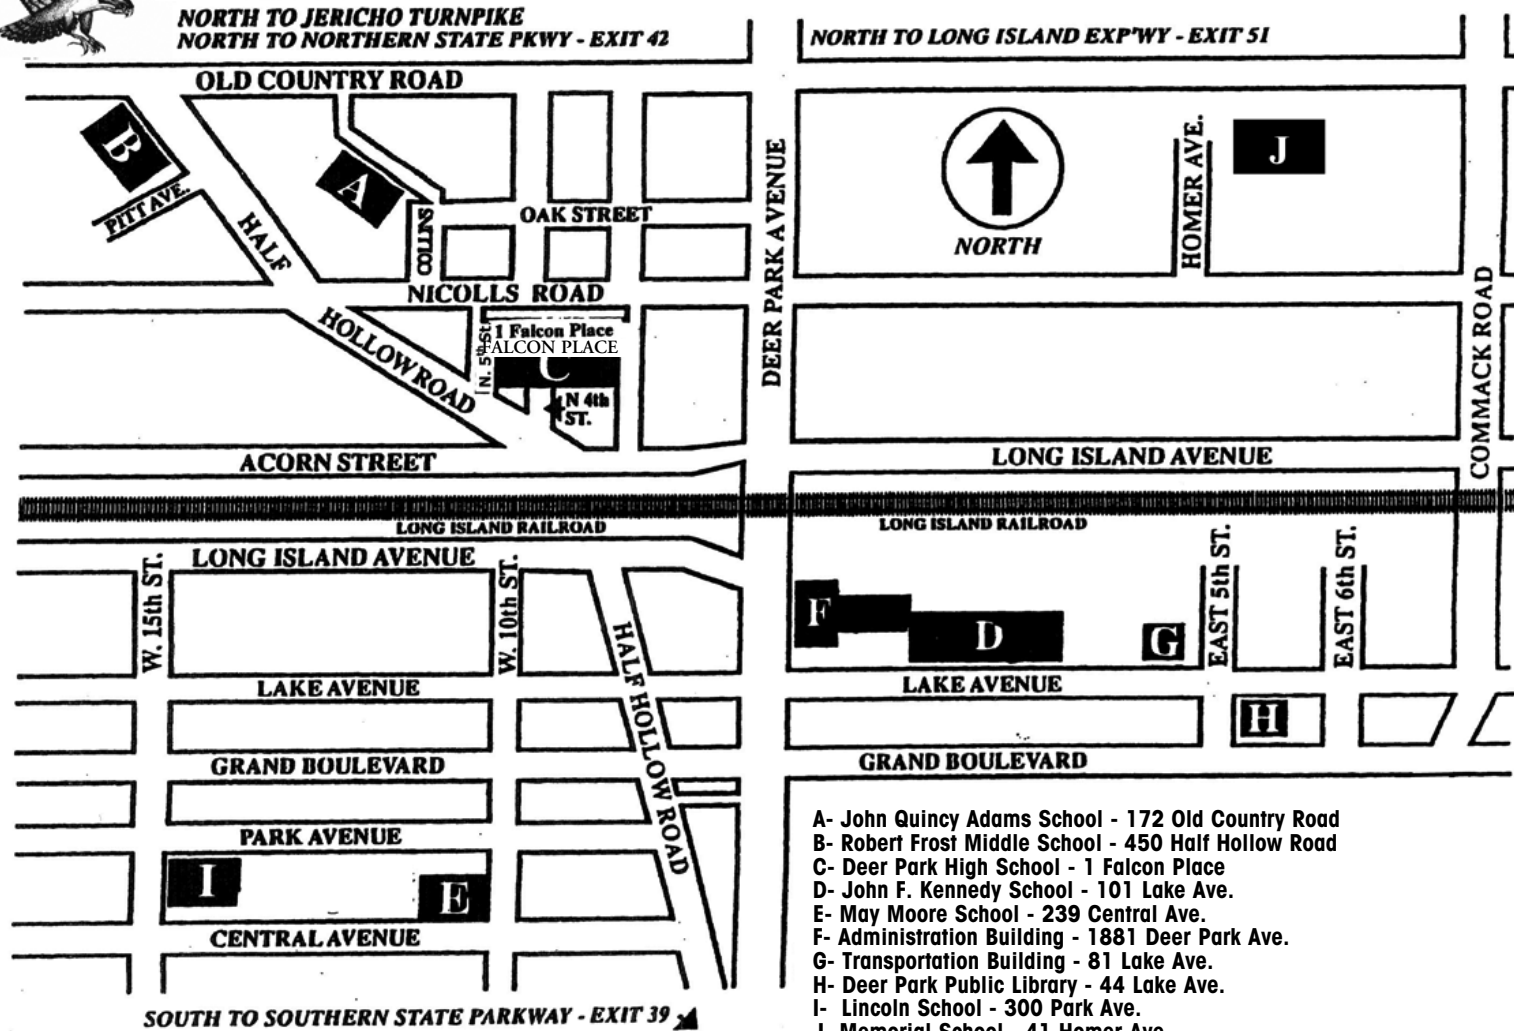 NORTH TO JERICHO TURNPIKE
NORTH TO NORTHERN STATE PKWY - EXIT 42
NORTH TO LONG ISLAND EXP'WY - EXIT 51
OLD COUNTRY ROAD
B
PITT AVE.
A
HALF
COLLINS
OAK STREET
DEER PARK AVENUE
NORTH
HOMER AVE.
J
COMMACK ROAD
NICOLLS ROAD
HOLLOW ROAD
N. 5th St.
1 Falcon Place
FALCON PLACE
C
N 4th
ST.
ACORN STREET
LONG ISLAND AVENUE
LONG ISLAND RAILROAD
LONG ISLAND RAILROAD
LONG ISLAND AVENUE
W. 15th ST.
W. 10th ST.
HALF HOLLOW ROAD
F
D
G
EAST 5th ST.
EAST 6th ST.
LAKE AVENUE
LAKE AVENUE
H
GRAND BOULEVARD
GRAND BOULEVARD
PARK AVENUE
I
E
CENTRAL AVENUE
SOUTH TO SOUTHERN STATE PARKWAY - EXIT 39
A- John Quincy Adams School - 172 Old Country Road
B- Robert Frost Middle School - 450 Half Hollow Road
C- Deer Park High School - 1 Falcon Place
D- John F. Kennedy School - 101 Lake Ave.
E- May Moore School - 239 Central Ave.
F- Administration Building - 1881 Deer Park Ave.
G- Transportation Building - 81 Lake Ave.
H- Deer Park Public Library - 44 Lake Ave.
I- Lincoln School - 300 Park Ave.
J- Memorial School - 41 Homer Ave.